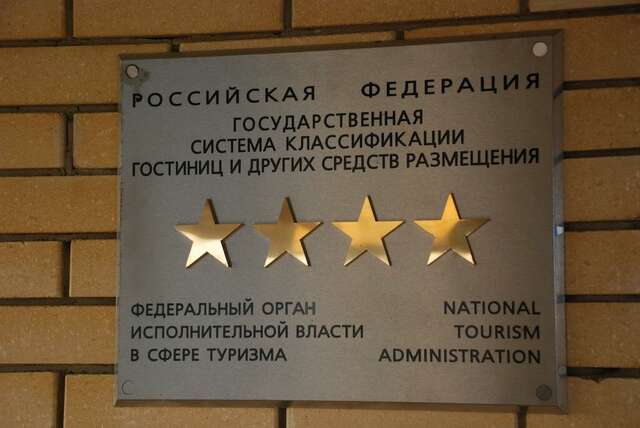 РОССИЙСКАЯ ФЕДЕРАЦИЯ
ГОСУДАРСТВЕННАЯ
СИСТЕМА КЛАССИФИКАЦИИ
ГОСТИНИЦ И ДРУГИХ СРЕДСТВ РАЗМЕЩЕНИЯ
ФЕДЕРАЛЬНЫЙ ОРГАН
ИСПОЛНИТЕЛЬНОЙ ВЛАСТИ
В СФЕРЕ ТУРИЗМА
NATIONAL
TOURISM
ADMINISTRATION